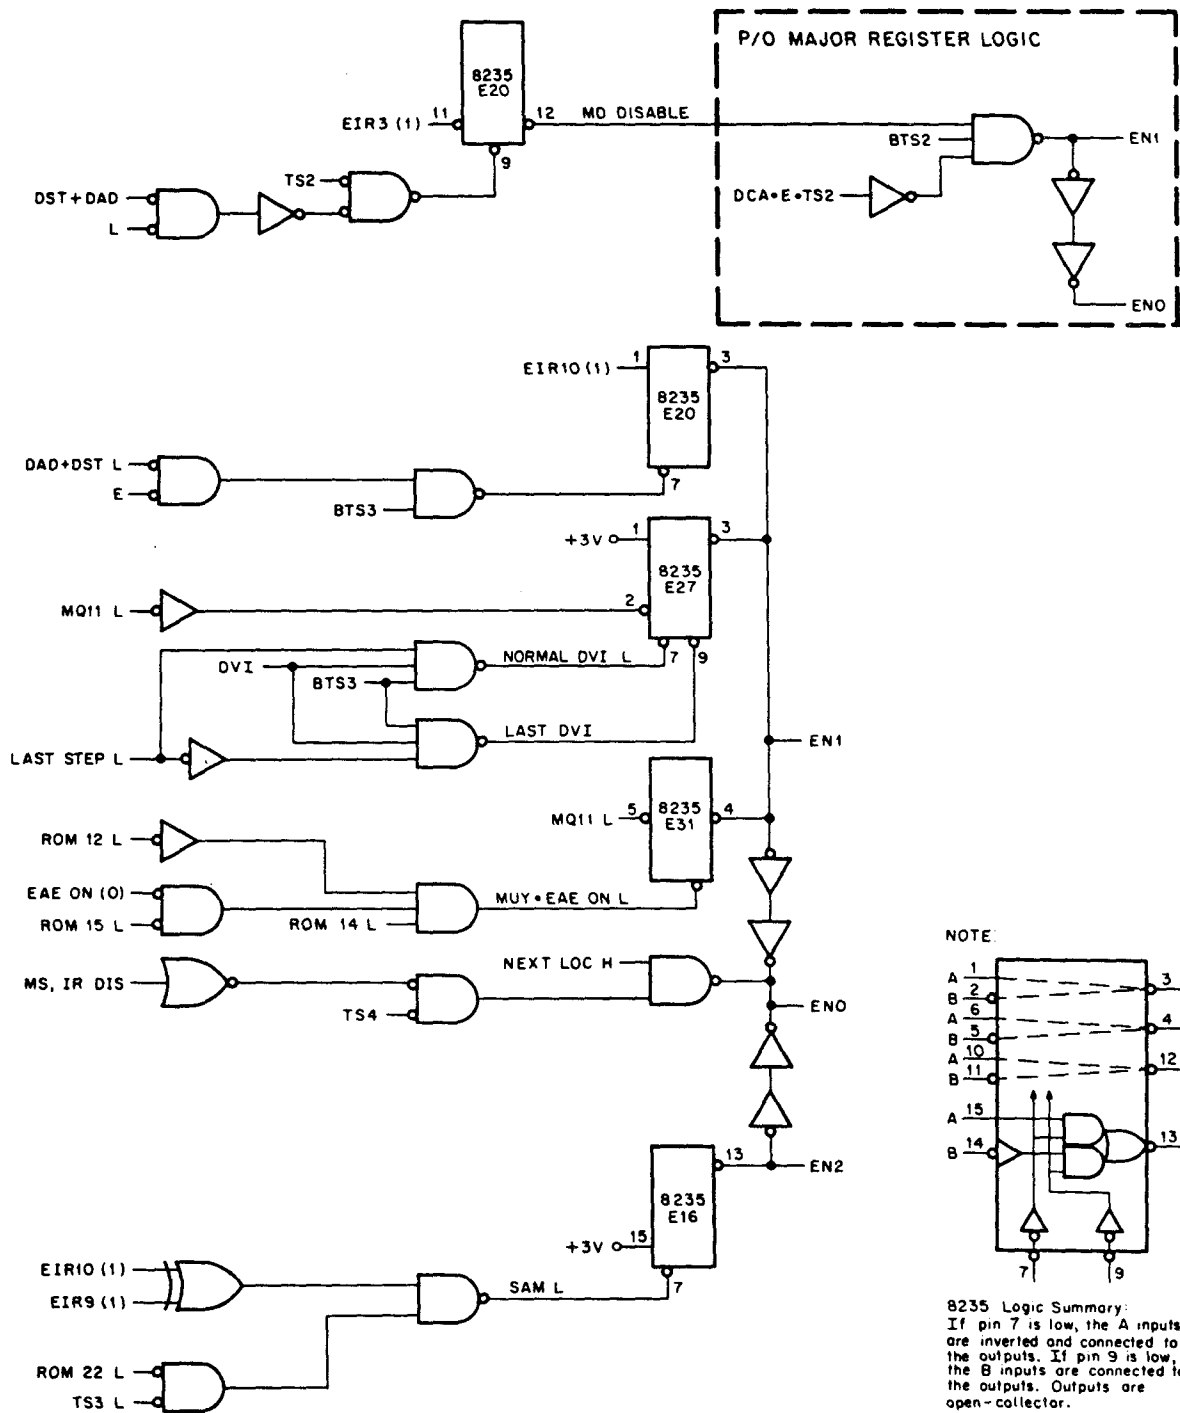 P/O MAJOR REGISTER LOGIC
8235
E20
EIR3 (1)
11
12
MD DISABLE
9
BTS2
EN1
TS2
DST+DAD
L
DCA•E•TS2
EN0
EIR10 (1)
1
3
8235
E20
DAD+DST L
E
BTS3
7
+3V
1
3
8235
E27
MQ11 L
2
7
9
DVI
NORMAL DVI L
BTS3
LAST DVI
LAST STEP L
EN1
MQ11 L
5
8235
E31
4
ROM 12 L
EAE ON (0)
MUY•EAE ON L
ROM 15 L
ROM 14 L
MS, IR DIS
NEXT LOC H
TS4
EN0
13
EN2
8235
E16
+3V
15
7
EIR10 (1)
EIR9 (1)
SAM L
ROM 22 L
TS3 L
NOTE:
A 1
3
B 2
A 6
4
B 5
A 10
12
B 11
A 15
B 14
13
7
9
8235 Logic Summary:
If pin 7 is low, the A inputs
are inverted and connected to
the outputs. If pin 9 is low,
the B inputs are connected to
the outputs. Outputs are
open-collector.